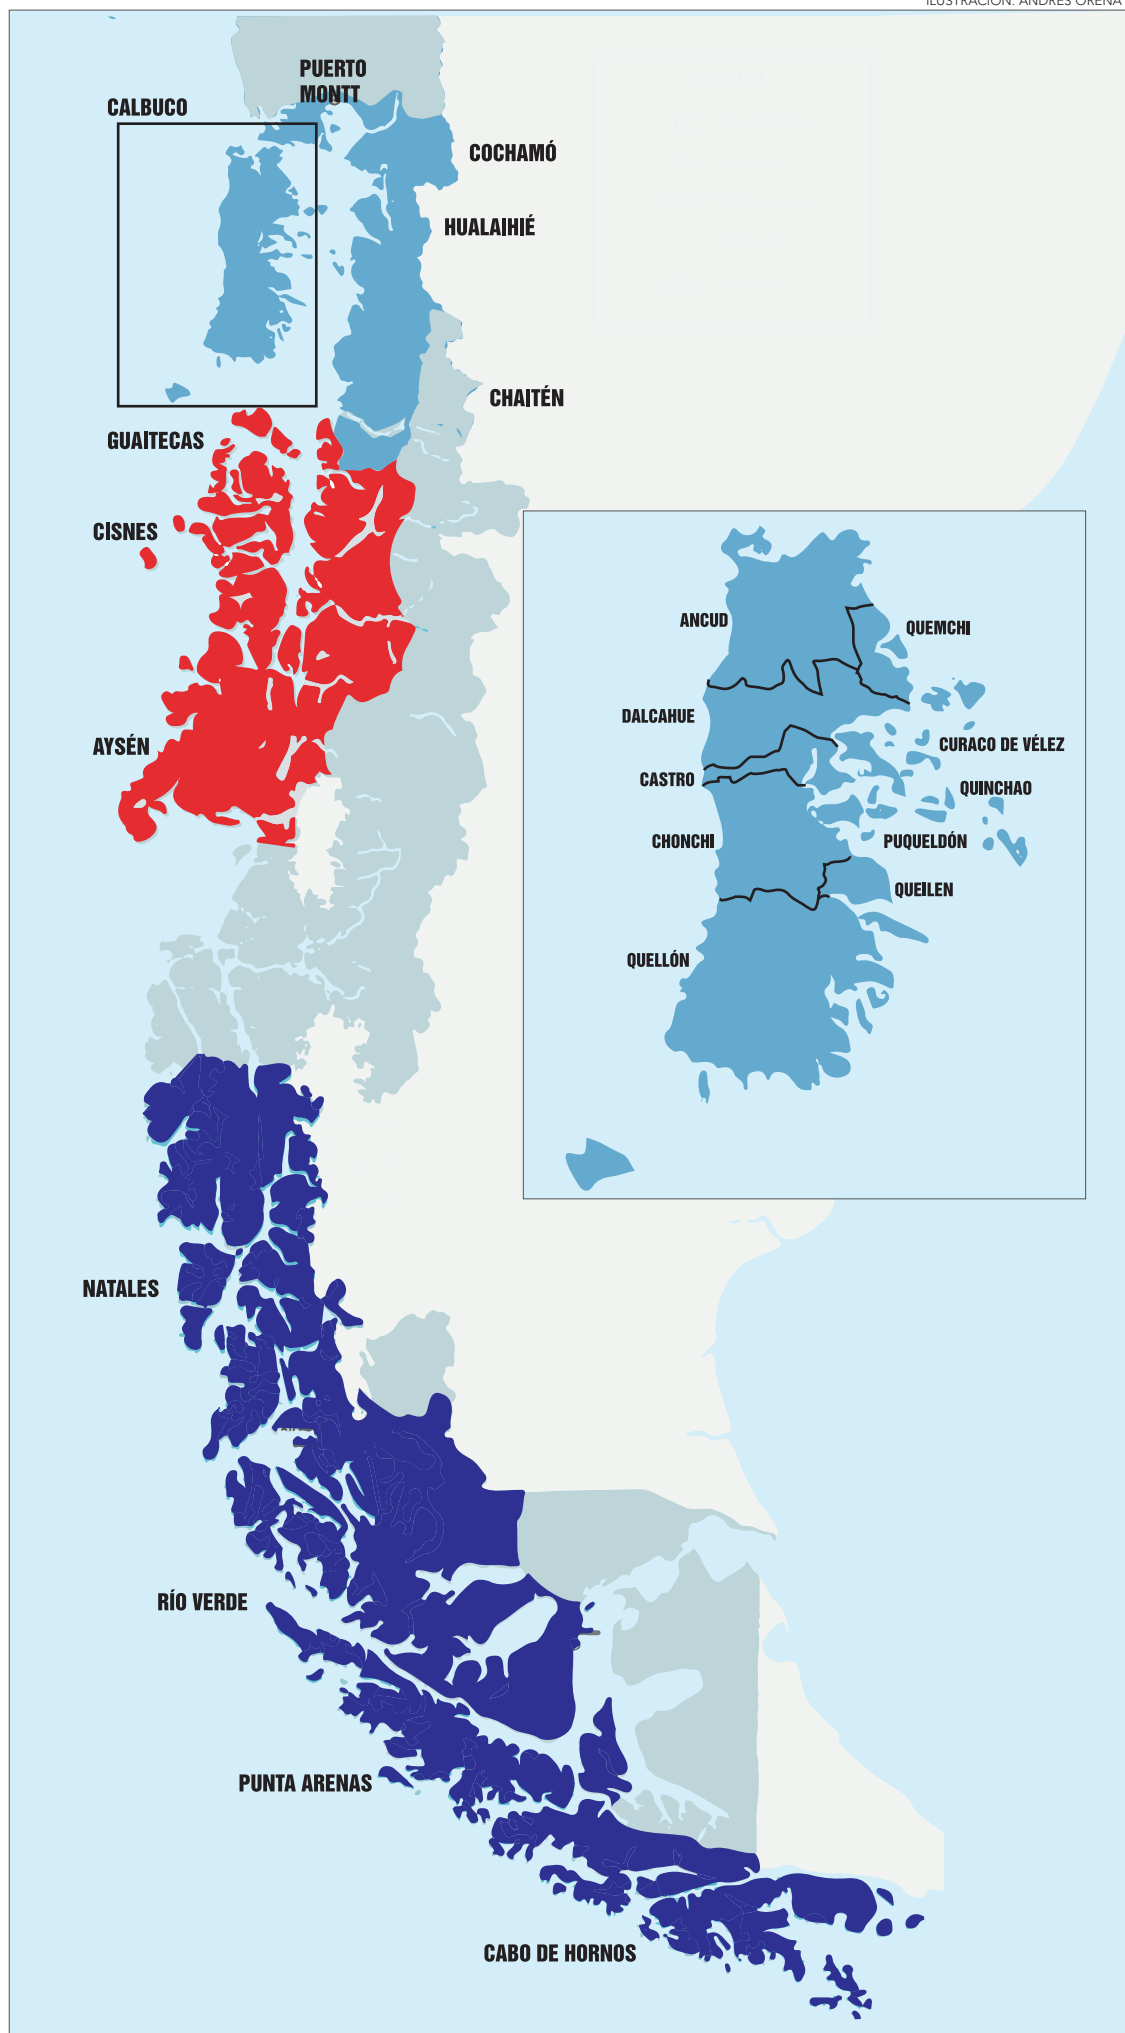 ILUSTRACIÓN: ANDRÉS OREÑA
PUERTO
MONTT
CALBUCO
COCHAMÓ
HUALAIHIÉ
CHAITÉN
GUAITECAS
CISNES
AYSÉN
ANCUD
QUEMCHI
DALCAHUE
CURACO DE VÉLEZ
CASTRO
QUINCHAO
CHONCHI
PUQUELDÓN
QUEILEN
QUELLÓN
NATALES
RÍO VERDE
PUNTA ARENAS
CABO DE HORNOS